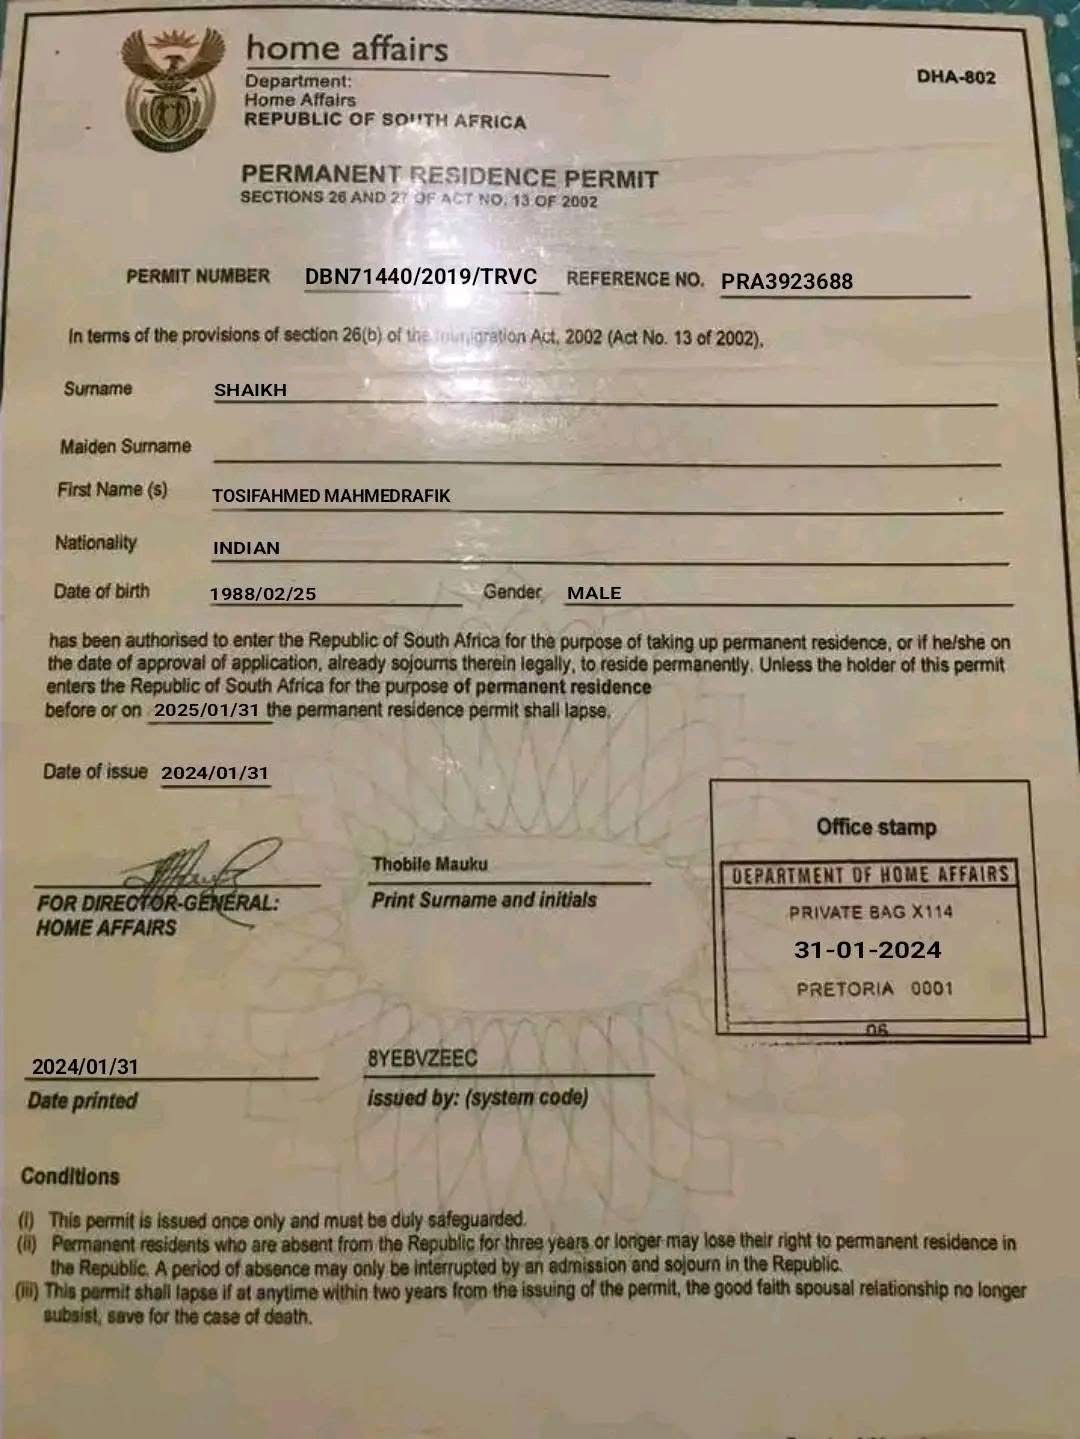 home affairs
Department:
Home Affairs
REPUBLIC OF SOUTH AFRICA
DHA-802
PERMANENT RESIDENCE PERMIT
SECTIONS 26 AND 27 OF ACT NO. 13 OF 2002
PERMIT NUMBER DBN71440/2019/TRVC REFERENCE NO. PRA3923688
In terms of the provisions of section 26(b) of the Immigration Act, 2002 (Act No. 13 of 2002),
Surname SHAIKH
Maiden Surname
First Name (s) TOSIFAHMED MAHMEDRAFIK
Nationality INDIAN
Date of birth 1988/02/25 Gender MALE
has been authorised to enter the Republic of South Africa for the purpose of taking up permanent residence, or if he/she on
the date of approval of application, already sojourns therein legally, to reside permanently. Unless the holder of this permit
enters the Republic of South Africa for the purpose of permanent residence
before or on 2025/01/31 the permanent residence permit shall lapse.
Date of issue 2024/01/31
FOR DIRECTOR-GENERAL:
HOME AFFAIRS
Thobile Mauku
Print Surname and initials
Office stamp
DEPARTMENT OF HOME AFFAIRS
PRIVATE BAG X114
31-01-2024
PRETORIA 0001
06
2024/01/31
Date printed
8YEBVZEEC
issued by: (system code)
Conditions
(i) This permit is issued once only and must be duly safeguarded.
(ii) Permanent residents who are absent from the Republic for three years or longer may lose their right to permanent residence in
the Republic. A period of absence may only be interrupted by an admission and sojourn in the Republic.
(iii) This permit shall lapse if at anytime within two years from the issuing of the permit, the good faith spousal relationship no longer
subsist, save for the case of death.